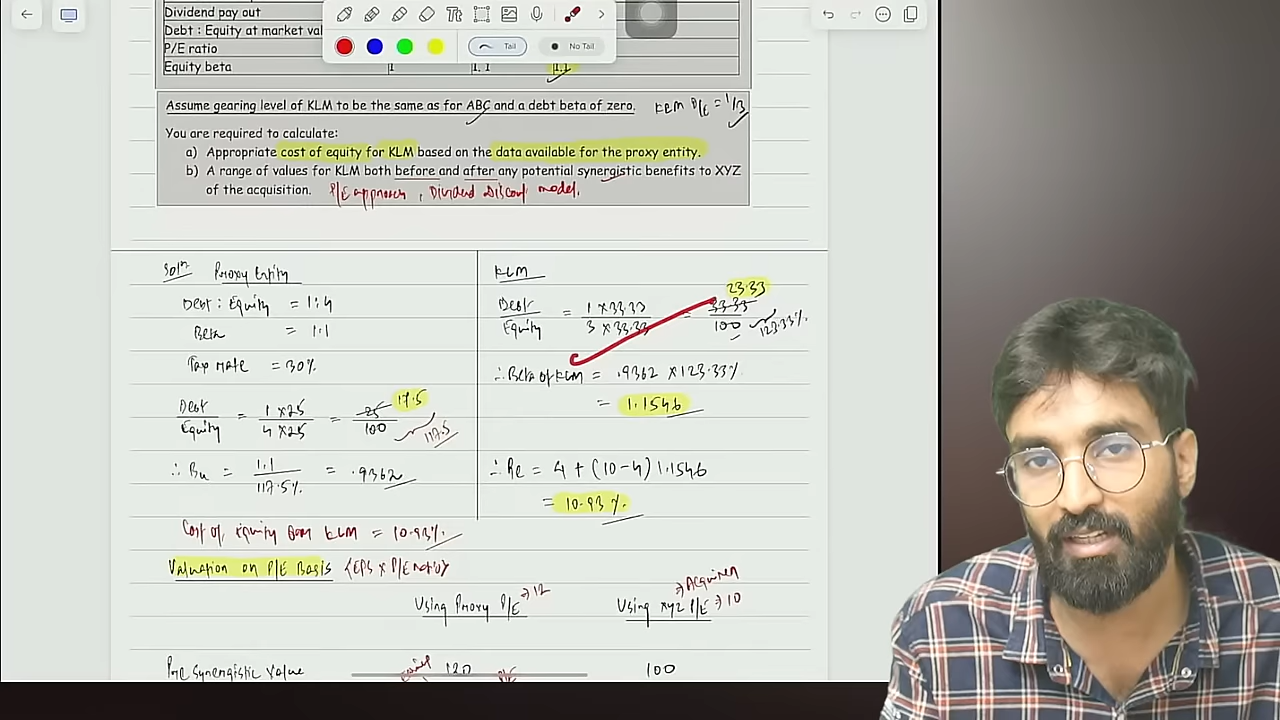 Dividend pay out
Debt : Equity at market val
P/E ratio
Equity beta 1 1.1 1.1
Tail
No Tail
Assume gearing level of KLM to be the same as for ABC and a debt beta of zero. KLM D/E = 1/3
You are required to calculate:
a) Appropriate cost of equity for KLM based on the data available for the proxy entity.
b) A range of values for KLM both before and after any potential synergistic benefits to XYZ
of the acquisition. P/E approach , Dividend Discout model.
Soln Proxy Entity
Debt : Equity = 1:4
Beta = 1.1
Tax rate = 30%
Debt / Equity = 1 x 25 / 4 x 25 = 25 / 100 17.5
117.5
∴ Bu = 1.1 / 117.5% = .9362
KLM
Debt / Equity = 1 x 33.33 / 3 x 33.33 = 33.33 / 100 23.33
123.33%
∴ Beta of KLM = .9362 x 123.33%
= 1.1546
∴ Re = 4 + (10-4) 1.1546
= 10.93%
Cost of Equity KLM = 10.93%
Valuation on P/E Basis (EPS x P/E ratio)
Using Proxy P/E → 12
Using XYZ P/E → 10
→ Acquirer
Pre synergistic value 120 100
P/E